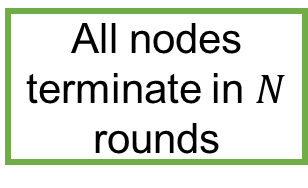 All nodes
terminate in N
rounds